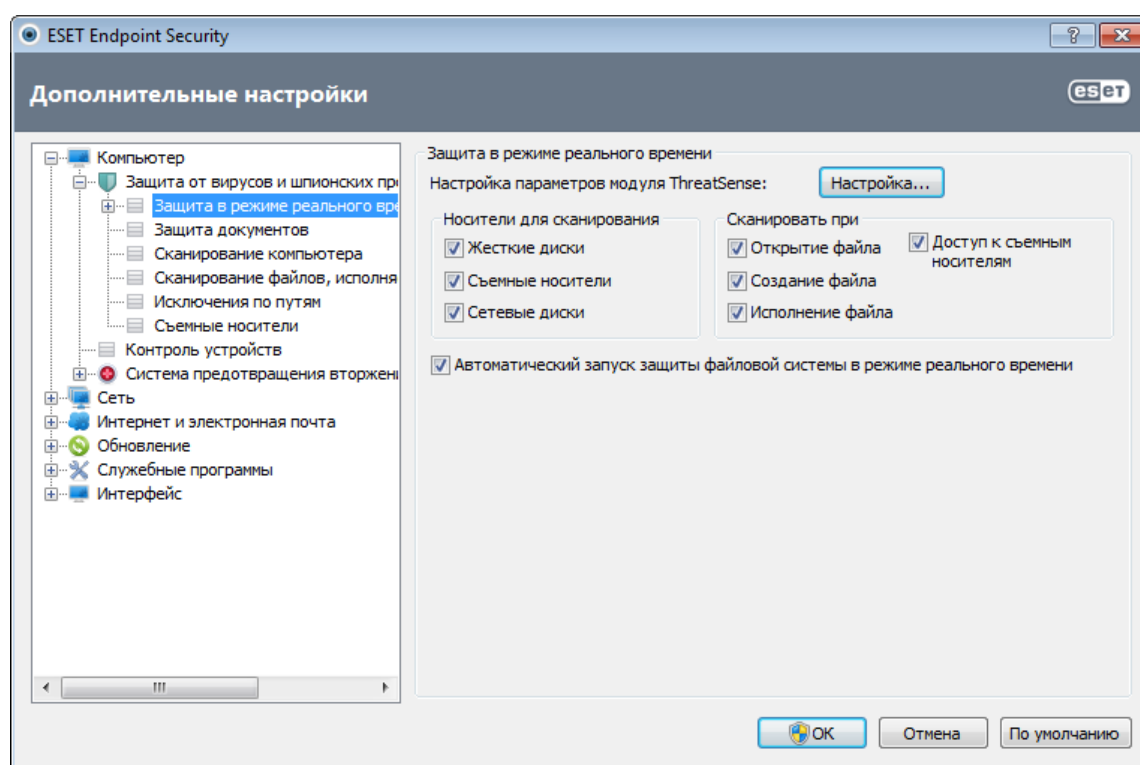 ESET Endpoint Security
Дополнительные настройки
eset
Компьютер
Защита от вирусов и шпионских пр
Защита в режиме реального вре
Защита документов
Сканирование компьютера
Сканирование файлов, исполня
Исключения по путям
Съемные носители
Контроль устройств
Система предотвращения вторжени
Сеть
Интернет и электронная почта
Обновление
Служебные программы
Интерфейс
Защита в режиме реального времени
Настройка параметров модуля ThreatSense:
Настройка...
Носители для сканирования
Жесткие диски
Съемные носители
Сетевые диски
Сканировать при
Открытие файла
Создание файла
Исполнение файла
Доступ к съемным
носителям
Автоматический запуск защиты файловой системы в режиме реального времени
OK
Отмена
По умолчанию